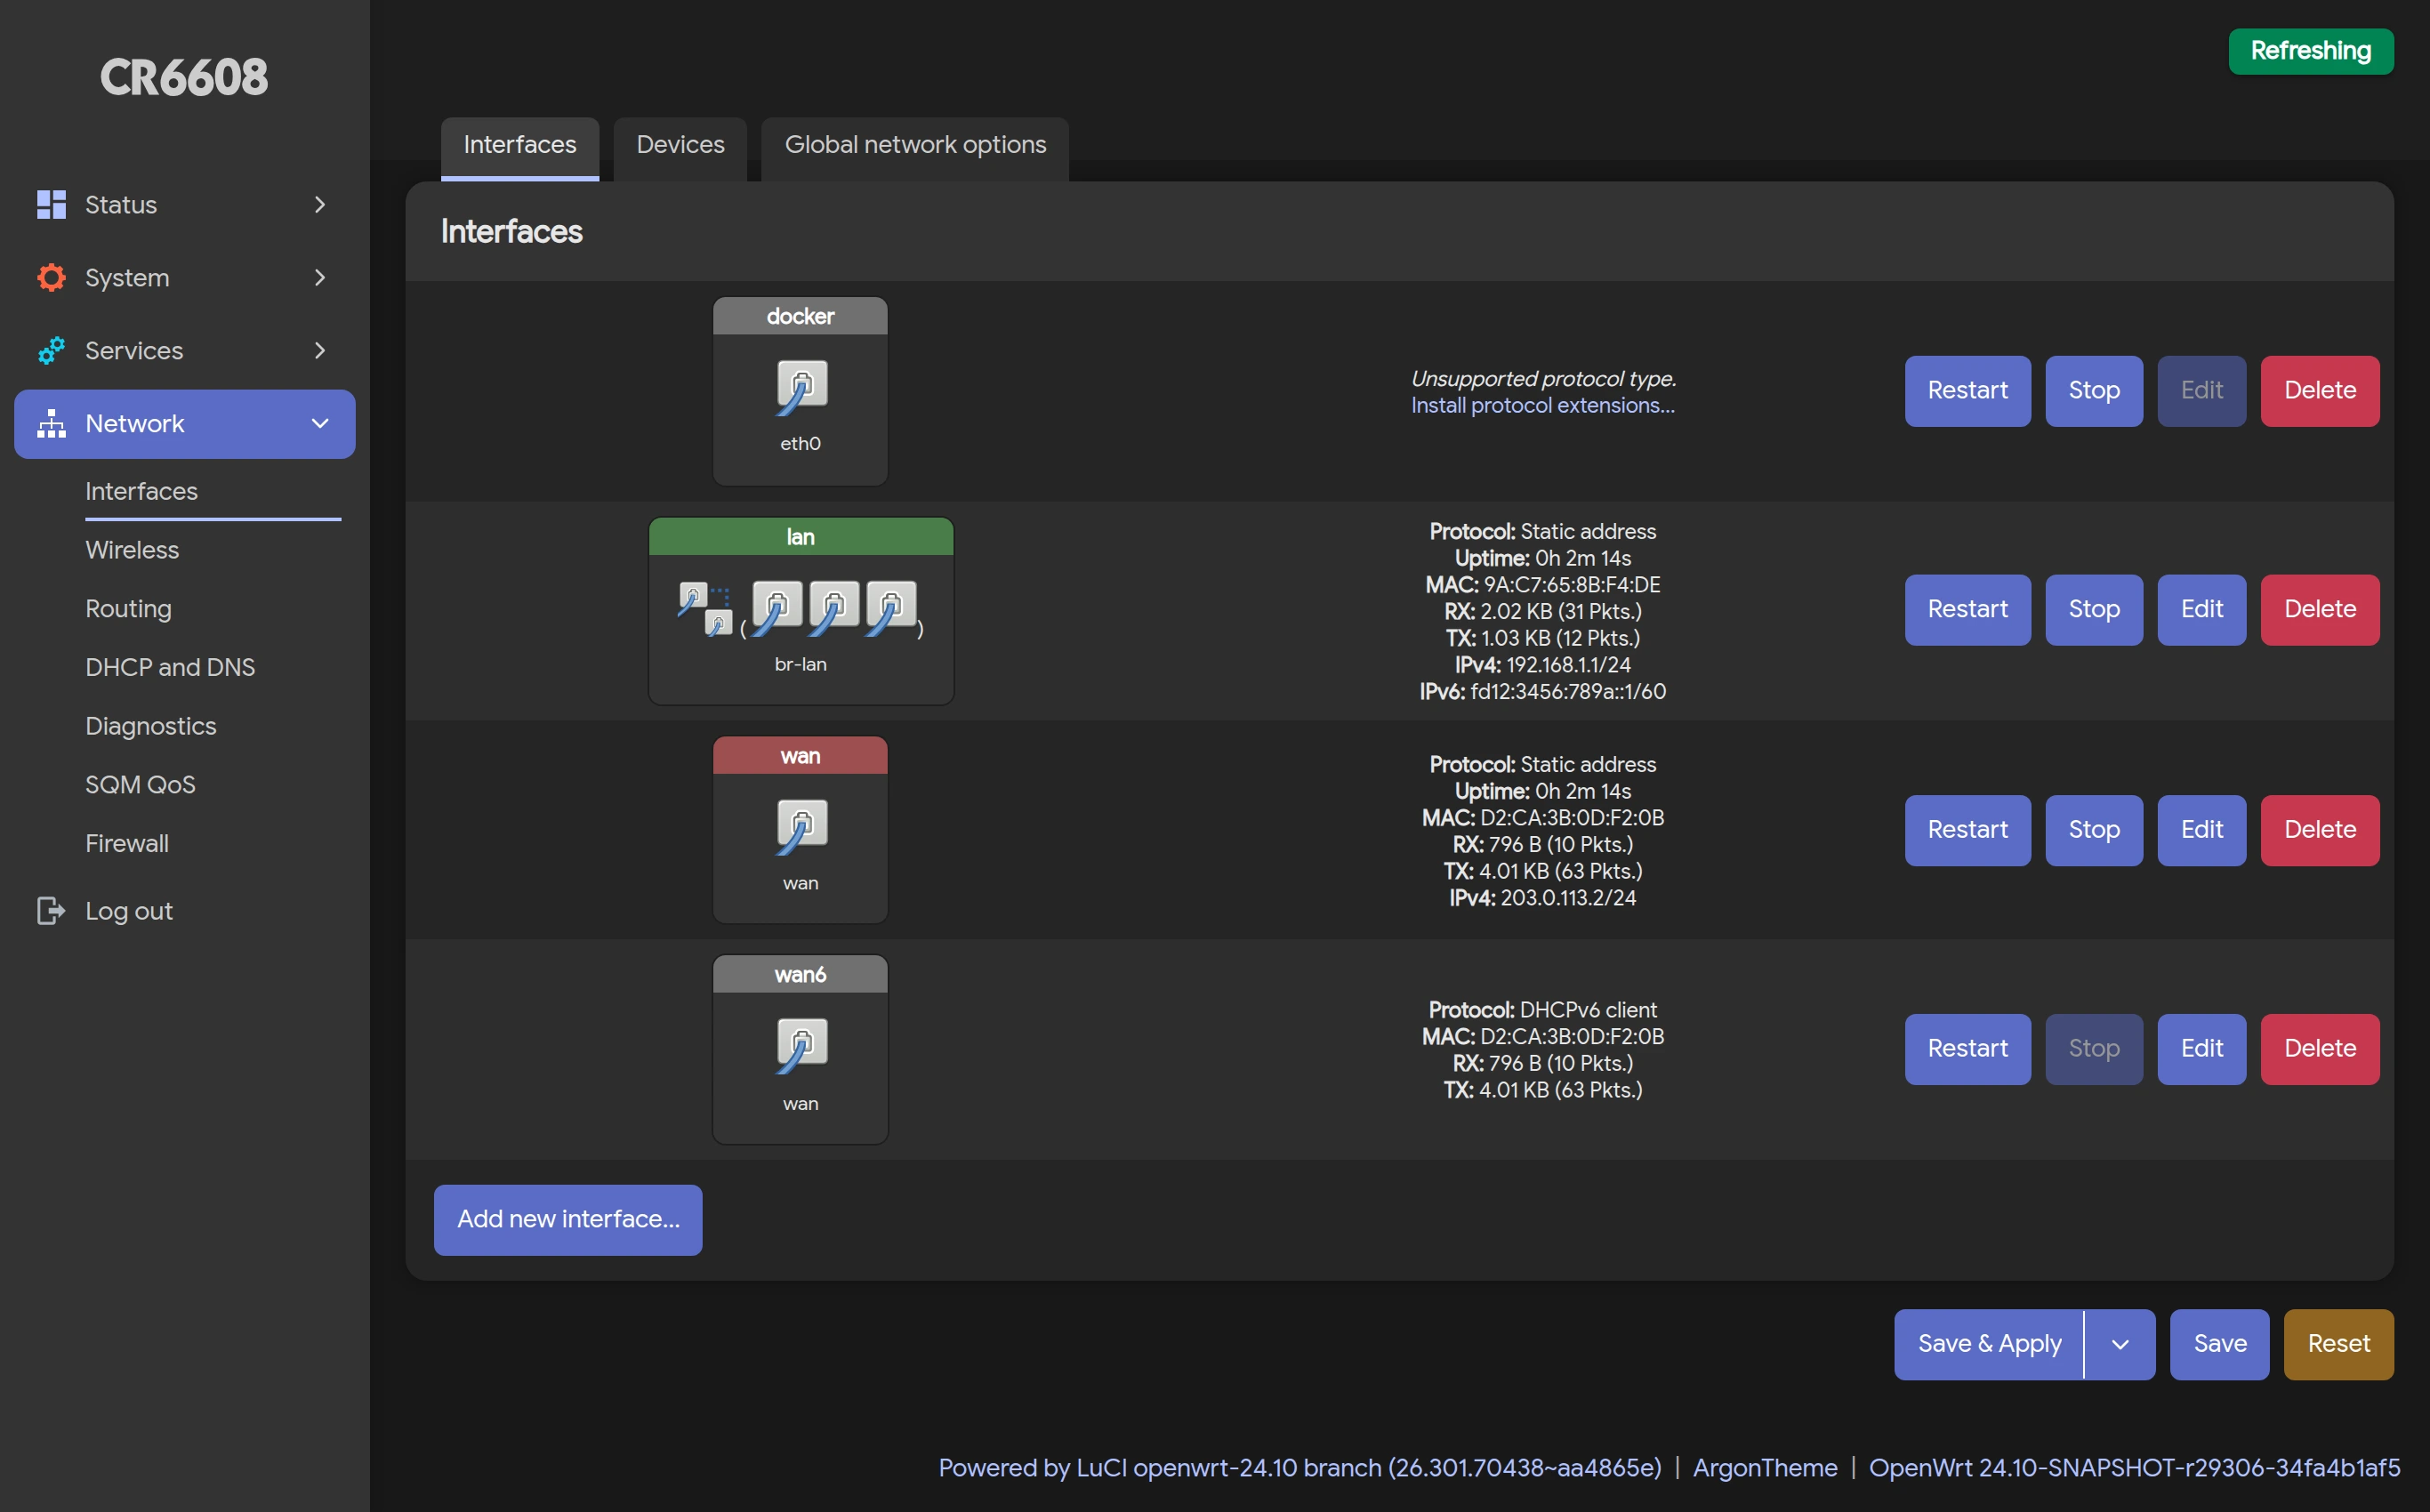 CR6608
Refreshing
Status
System
Services
Network
Interfaces
Wireless
Routing
DHCP and DNS
Diagnostics
SQM QoS
Firewall
Log out
Interfaces
Devices
Global network options
Interfaces
docker
eth0
Unsupported protocol type.
Install protocol extensions...
Restart
Stop
Edit
Delete
lan
( )
br-lan
Protocol: Static address
Uptime: 0h 2m 14s
MAC: 9A:C7:65:8B:F4:DE
RX: 2.02 KB (31 Pkts.)
TX: 1.03 KB (12 Pkts.)
IPv4: 192.168.1.1/24
IPv6: fd12:3456:789a::1/60
Restart
Stop
Edit
Delete
wan
wan
Protocol: Static address
Uptime: 0h 2m 14s
MAC: D2:CA:3B:0D:F2:0B
RX: 796 B (10 Pkts.)
TX: 4.01 KB (63 Pkts.)
IPv4: 203.0.113.2/24
Restart
Stop
Edit
Delete
wan6
wan
Protocol: DHCPv6 client
MAC: D2:CA:3B:0D:F2:0B
RX: 796 B (10 Pkts.)
TX: 4.01 KB (63 Pkts.)
Restart
Stop
Edit
Delete
Add new interface...
Save & Apply
Save
Reset
Powered by LuCI openwrt-24.10 branch (26.301.70438~aa4865e) | ArgonTheme | OpenWrt 24.10-SNAPSHOT-r29306-34fa4b1af5